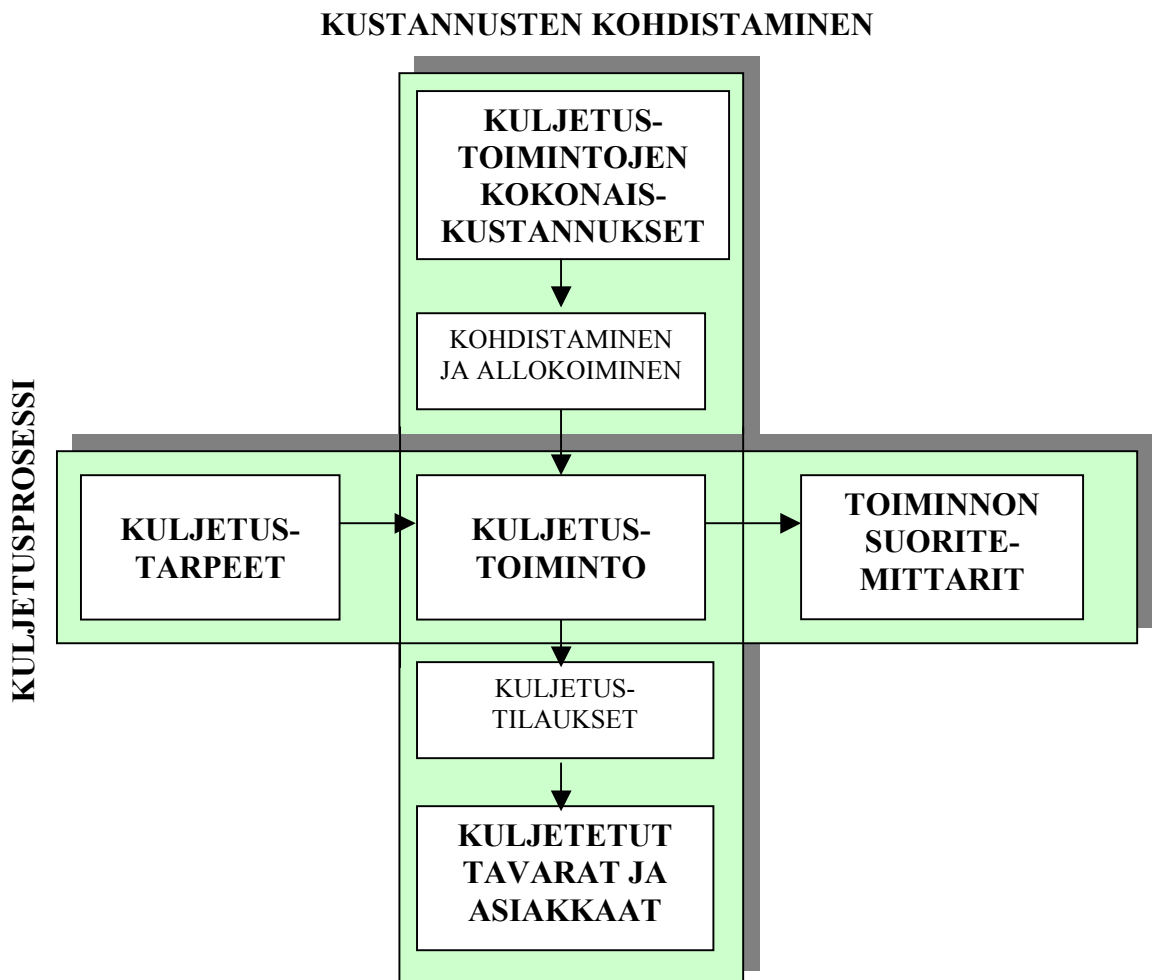 KUSTANNUSTEN KOHDISTAMINEN
KULJETUS-
TOIMINTOJEN
KOKONAIS-
KUSTANNUKSET
KOHDISTAMINEN
JA ALLOKOIMINEN
KULJETUSPROSESSI
KULJETUS-
TARPEET
KULJETUS-
TOIMINTO
TOIMINNON
SUORITE-
MITTARIT
KULJETUS-
TILAUKSET
KULJETETUT
TAVARAT JA
ASIAKKAAT